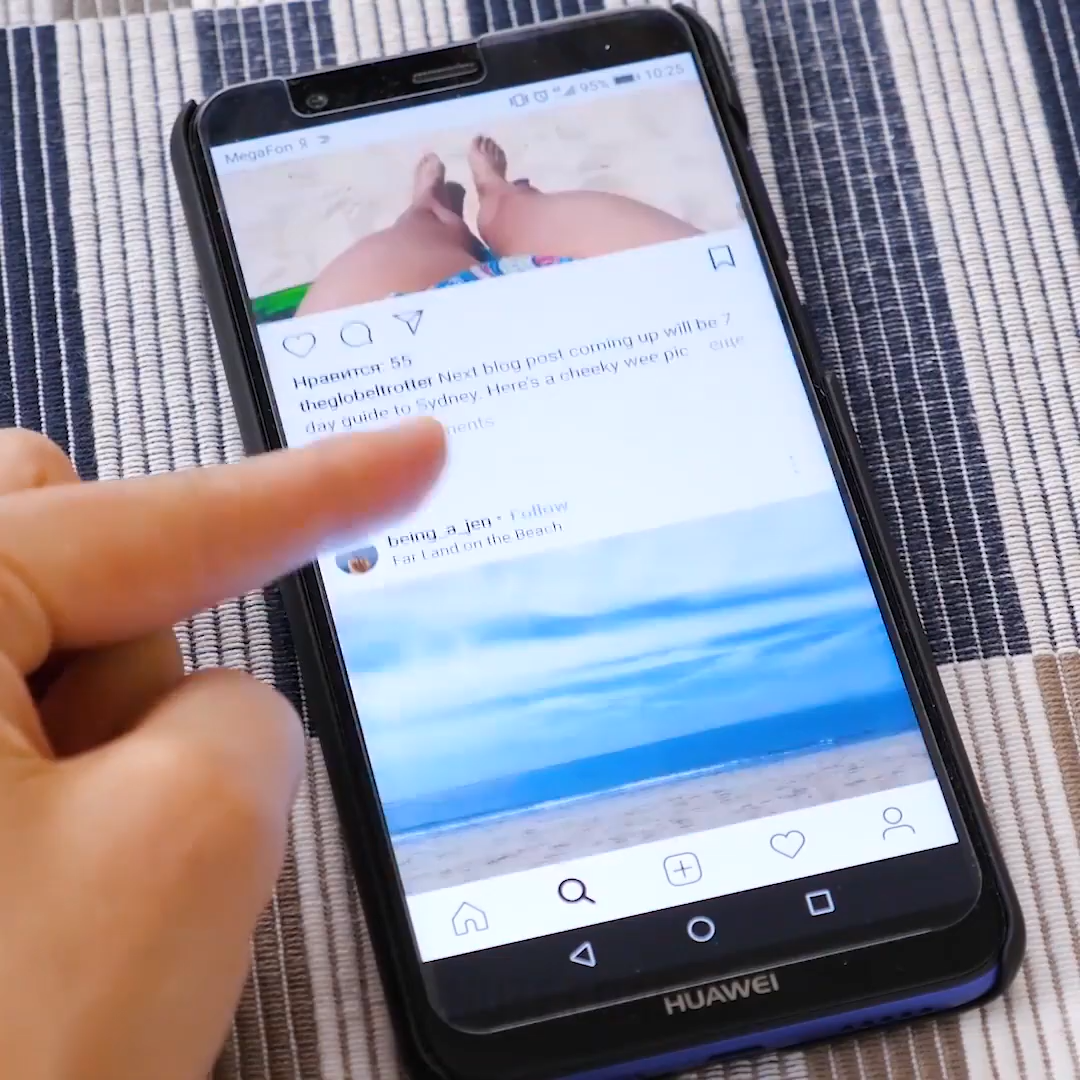 MegaFon
95% 10:25
Нравится: 55
theglobeltrotter Next blog post coming up will be 7
day guide to Sydney. Here's a cheeky wee pic еще
being_a_jen • Follow
Far Land on the Beach
HUAWEI